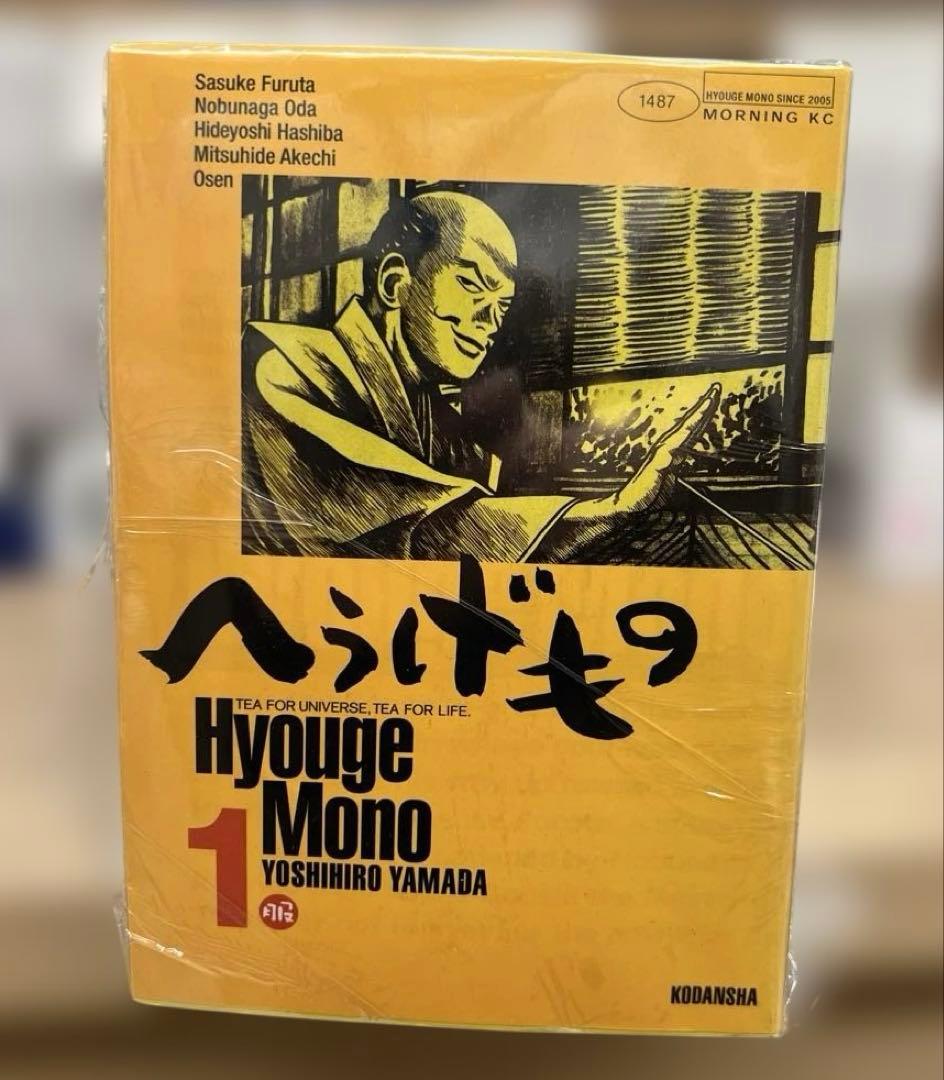 Sasuke Furuta
Nobunaga Oda
Hideyoshi Hashiba
Mitsuhide Akechi
Osen
1487
HYOUGE MONO SINCE 2005
MORNING KC
へうげもの
TEA FOR UNIVERSE, TEA FOR LIFE.
Hyouge
Mono
1
YOSHIHIRO YAMADA
KODANSHA